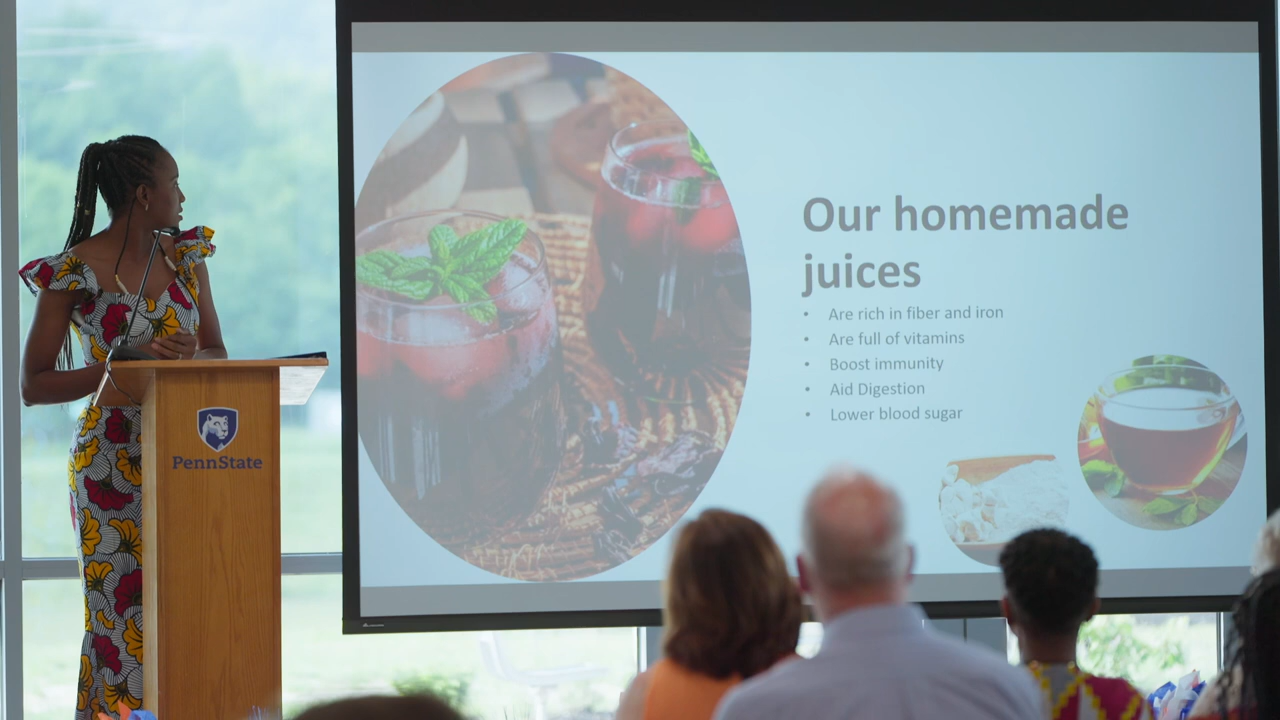 Our homemade
juices
• Are rich in fiber and iron
• Are full of vitamins
• Boost immunity
• Aid Digestion
• Lower blood sugar
PennState